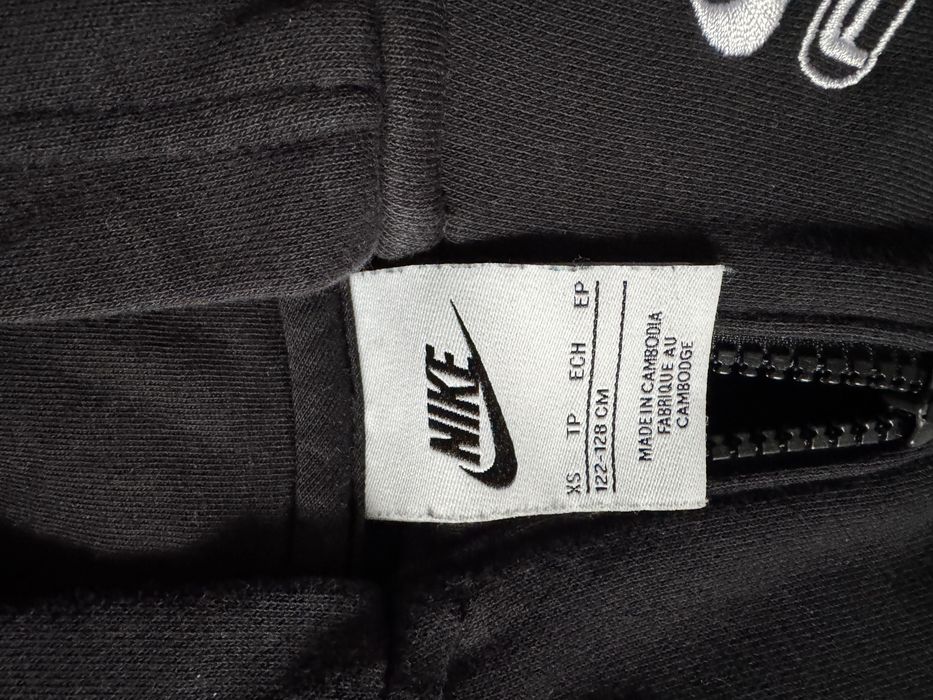 NIKE
XS TP ECH EP
122-128 CM
MADE IN CAMBODIA
FABRIQUE AU
CAMBODGE